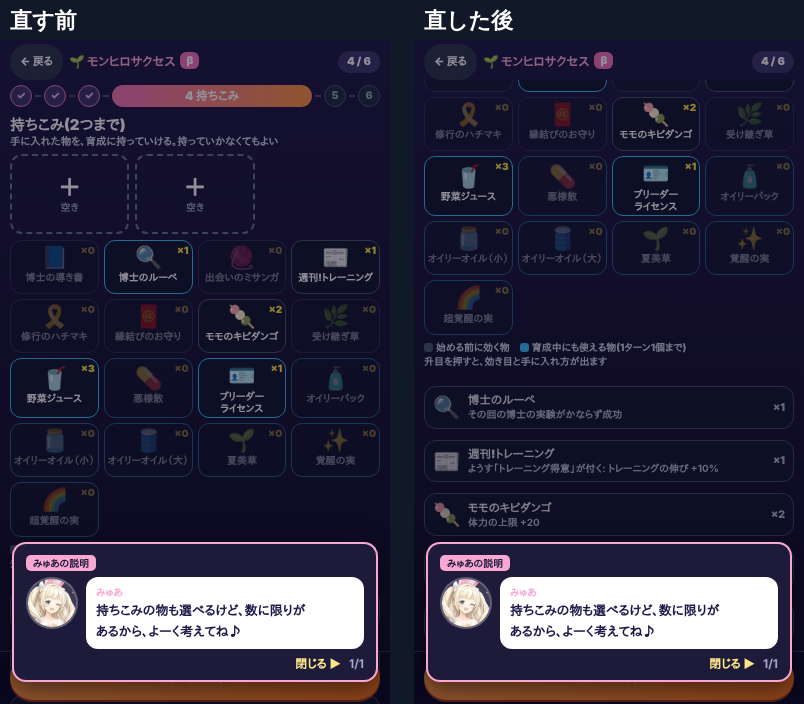 直す前
← 戻る
モンヒロサクセス β
4 / 6
4 持ちこみ
5
6
持ちこみ(2つまで)
手に入れた物を、育成に持っていける。持っていかなくてもよい
+
空き
+
空き
×0
博士の導き書
×1
博士のルーペ
×0
出会いのミサンガ
×1
週刊!トレーニング
×0
修行のハチマキ
×0
縁結びのお守り
×2
モモのキビダンゴ
×0
受け継ぎ草
×3
野菜ジュース
×0
悪様散
×1
ブリーダー
ライセンス
×0
オイリーパック
×0
オイリーオイル(小)
×0
オイリーオイル(大)
×0
夏美草
×0
覚醒の実
×0
超覚醒の実
みゅあの説明
みゅあ
持ちこみの物も選べるけど、数に限りが
あるから、よーく考えてね♪
閉じる ▶ 1/1
直した後
← 戻る
モンヒロサクセス β
4 / 6
×0
修行のハチマキ
×0
縁結びのお守り
×2
モモのキビダンゴ
×0
受け継ぎ草
×3
野菜ジュース
×0
悪様散
×1
ブリーダー
ライセンス
×0
オイリーパック
×0
オイリーオイル(小)
×0
オイリーオイル(大)
×0
夏美草
×0
覚醒の実
×0
超覚醒の実
始める前に効く物 育成中にも使える物(1ターン1個まで)
升目を押すと、効き目と手に入れ方が出ます
博士のルーペ
その回の博士の実験がかならず成功
×1
週刊!トレーニング
ようす「トレーニング得意」が付く: トレーニングの伸び +10%
×1
モモのキビダンゴ
体力の上限 +20
×2
みゅあの説明
みゅあ
持ちこみの物も選べるけど、数に限りが
あるから、よーく考えてね♪
閉じる ▶ 1/1